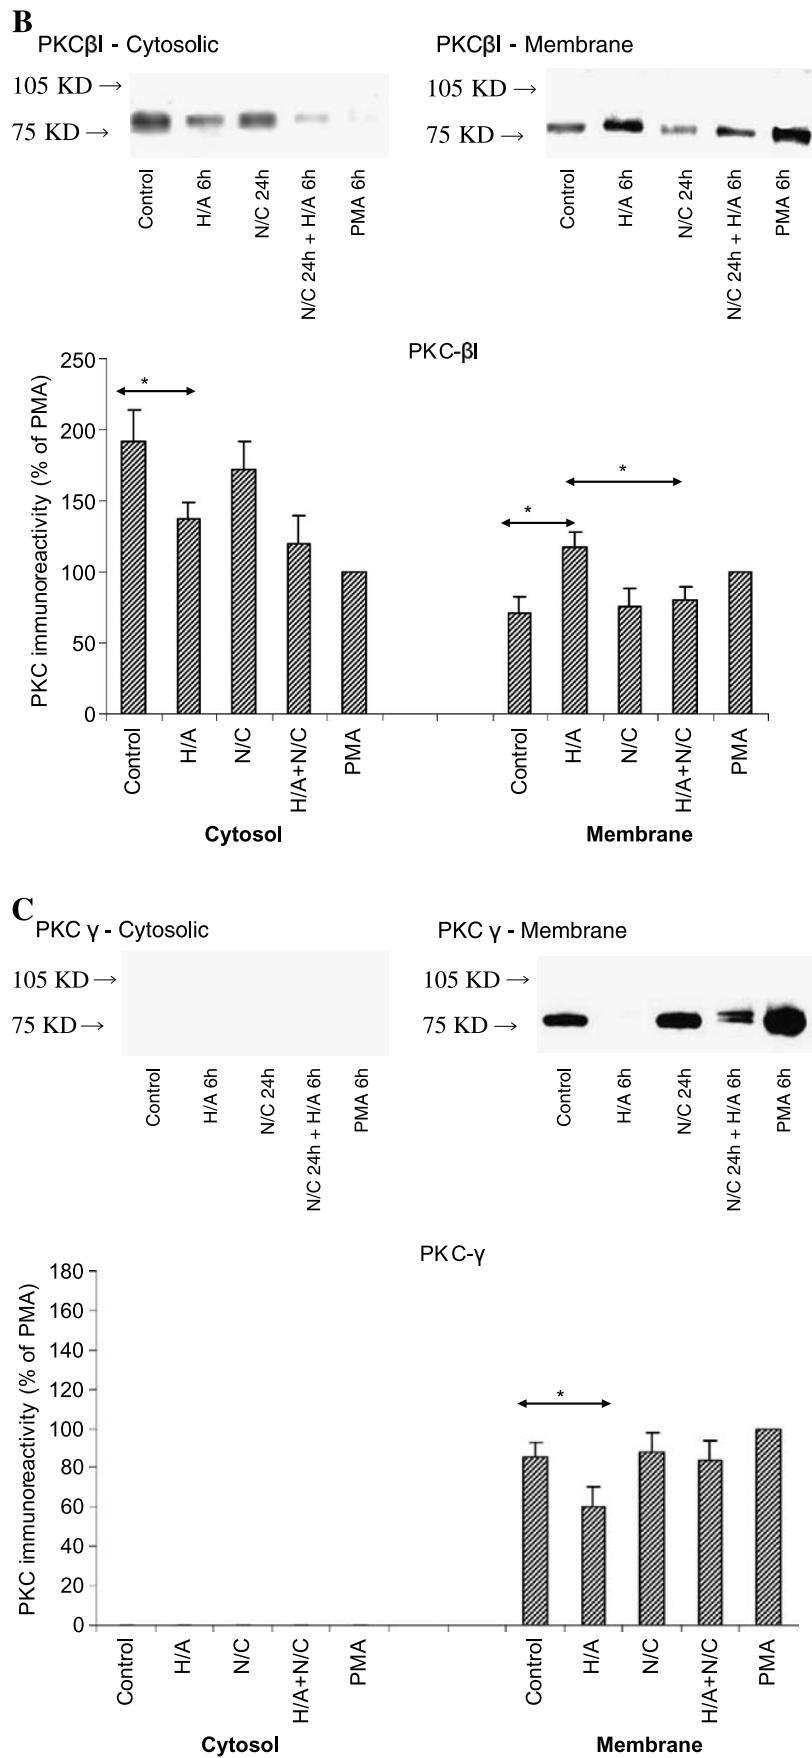 B
PKCβI - Cytosolic
PKCβI - Membrane
105 KD →
75 KD →
105 KD →
75 KD →
Control
H/A 6h
N/C 24h
N/C 24h + H/A 6h
PMA 6h
Control
H/A 6h
N/C 24h
N/C 24h + H/A 6h
PMA 6h
PKC-βI
PKC immunoreactivity (% of PMA)
250
200
150
100
50
0
*
*
*
Control
H/A
N/C
H/A+N/C
PMA
Control
H/A
N/C
H/A+N/C
PMA
Cytosol
Membrane
C
PKC γ - Cytosolic
PKC γ - Membrane
105 KD →
75 KD →
105 KD →
75 KD →
Control
H/A 6h
N/C 24h
N/C 24h + H/A 6h
PMA 6h
Control
H/A 6h
N/C 24h
N/C 24h + H/A 6h
PMA 6h
PKC-γ
PKC immunoreactivity (% of PMA)
180
160
140
120
100
80
60
40
20
0
*
Control
H/A
N/C
H/A+N/C
PMA
Control
H/A
N/C
H/A+N/C
PMA
Cytosol
Membrane